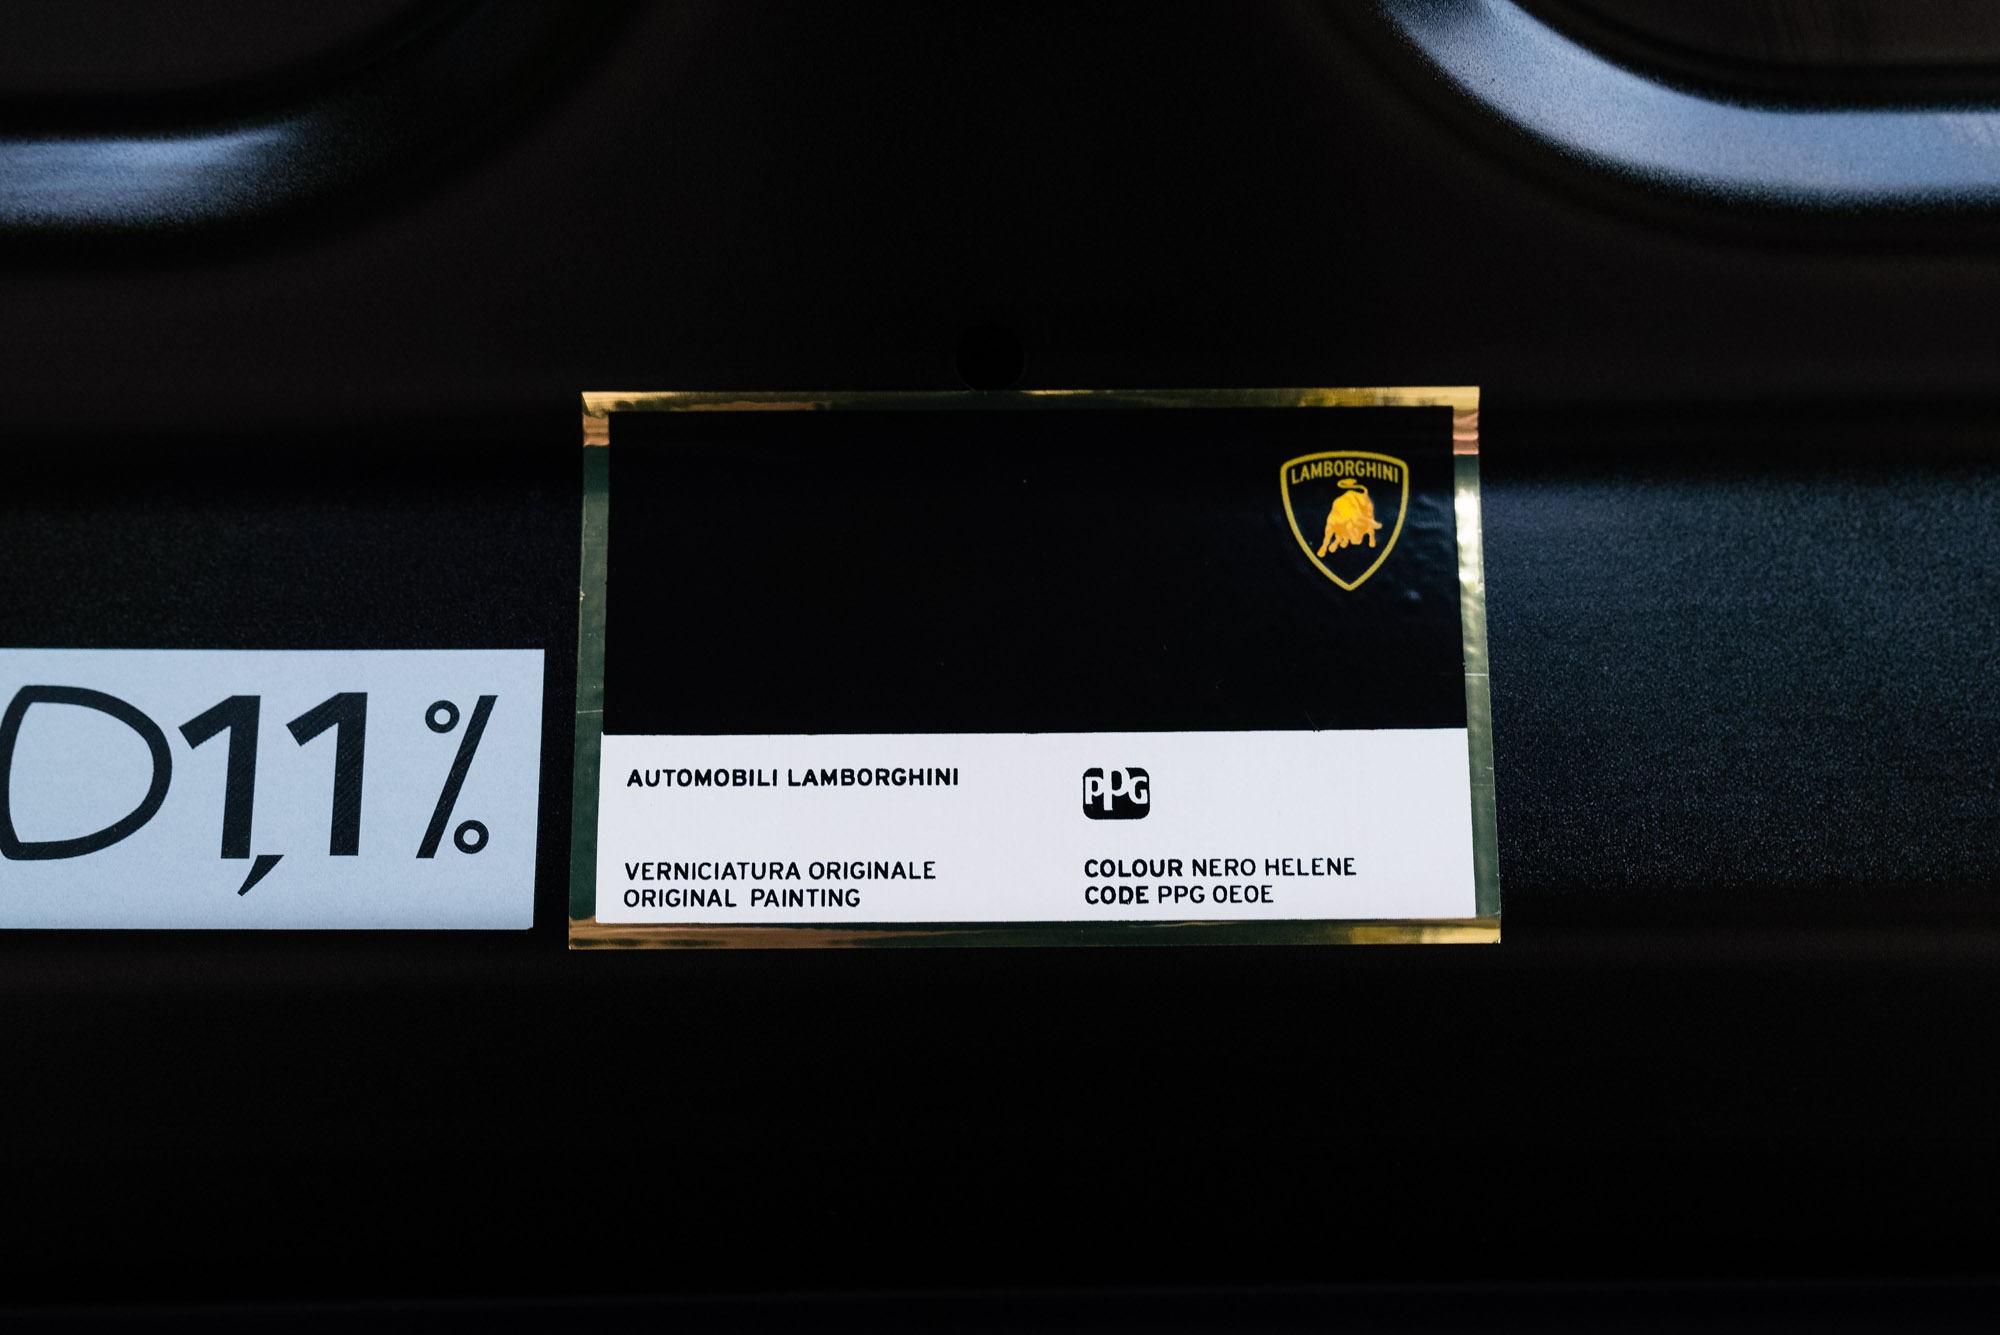 LAMBORGHINI
1,1 %
AUTOMOBILI LAMBORGHINI
PPG
VERNICIATURA ORIGINALE
ORIGINAL PAINTING
COLOUR NERO HELENE
CODE PPG 0E0E